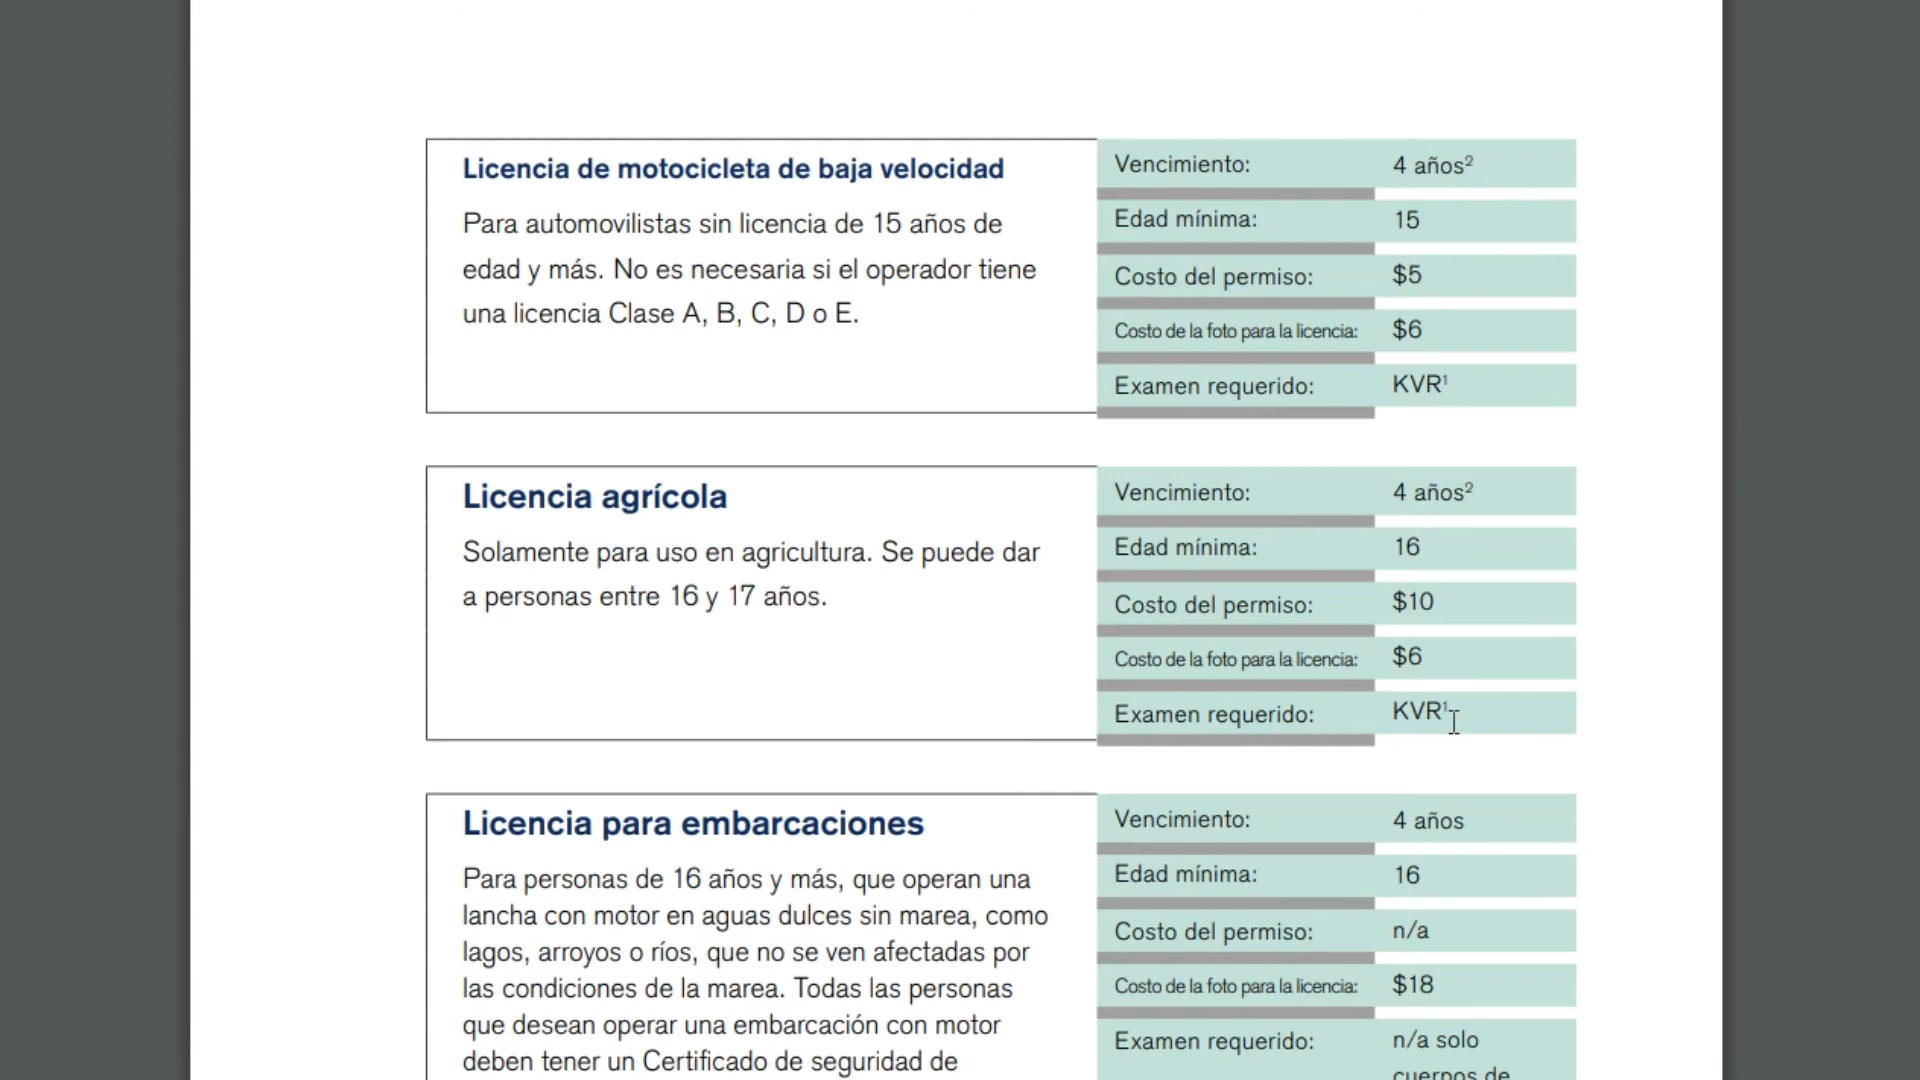 Licencia de motocicleta de baja velocidad
Para automovilistas sin licencia de 15 años de
edad y más. No es necesaria si el operador tiene
una licencia Clase A, B, C, D o E.
Vencimiento: 4 años²
Edad mínima: 15
Costo del permiso: $5
Costo de la foto para la licencia: $6
Examen requerido: KVR¹
Licencia agrícola
Solamente para uso en agricultura. Se puede dar
a personas entre 16 y 17 años.
Vencimiento: 4 años²
Edad mínima: 16
Costo del permiso: $10
Costo de la foto para la licencia: $6
Examen requerido: KVR¹
Licencia para embarcaciones
Para personas de 16 años y más, que operan una
lancha con motor en aguas dulces sin marea, como
lagos, arroyos o ríos, que no se ven afectadas por
las condiciones de la marea. Todas las personas
que desean operar una embarcación con motor
deben tener un Certificado de seguridad de
Vencimiento: 4 años
Edad mínima: 16
Costo del permiso: n/a
Costo de la foto para la licencia: $18
Examen requerido: n/a solo
cuerpos de